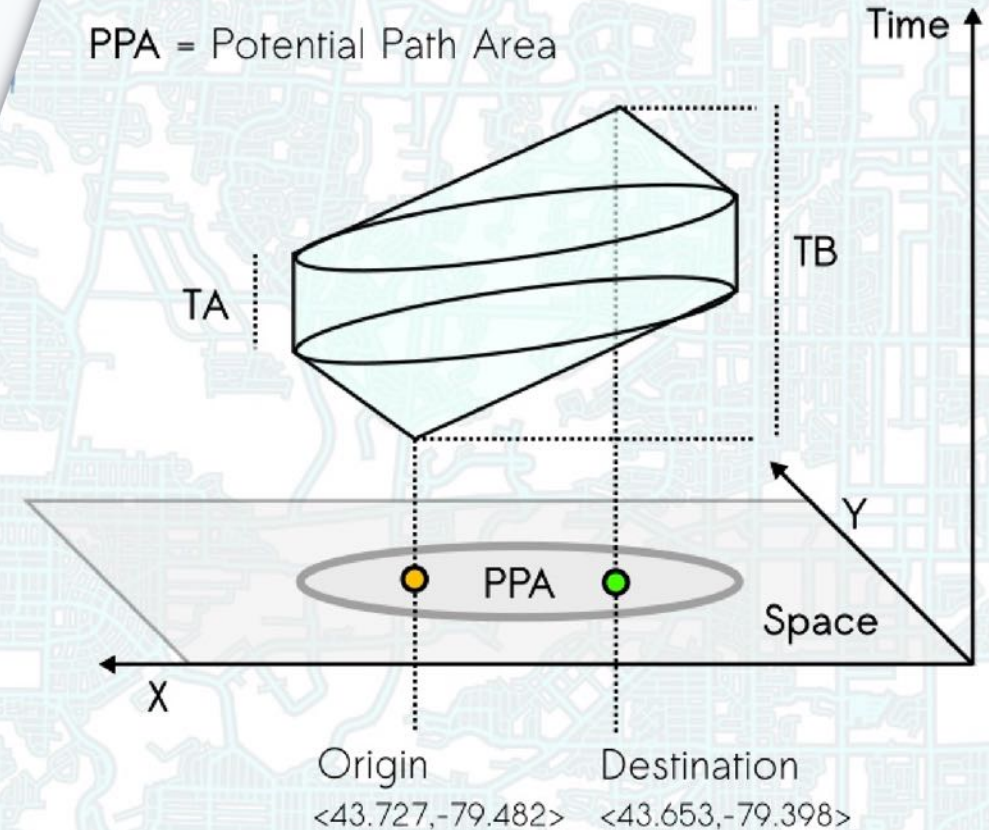 Time
PPA = Potential Path Area
TA
TB
Y
PPA
Space
X
Origin
Destination
<43.727,-79.482>
<43.653,-79.398>